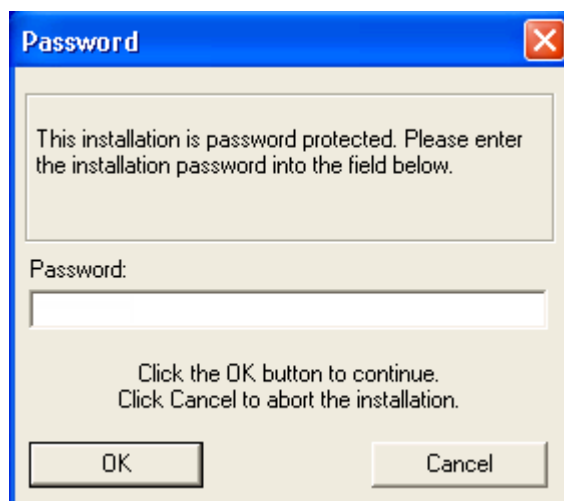 Password
This installation is password protected. Please enter
the installation password into the field below.
Password:
Click the OK button to continue.
Click Cancel to abort the installation.
OK
Cancel